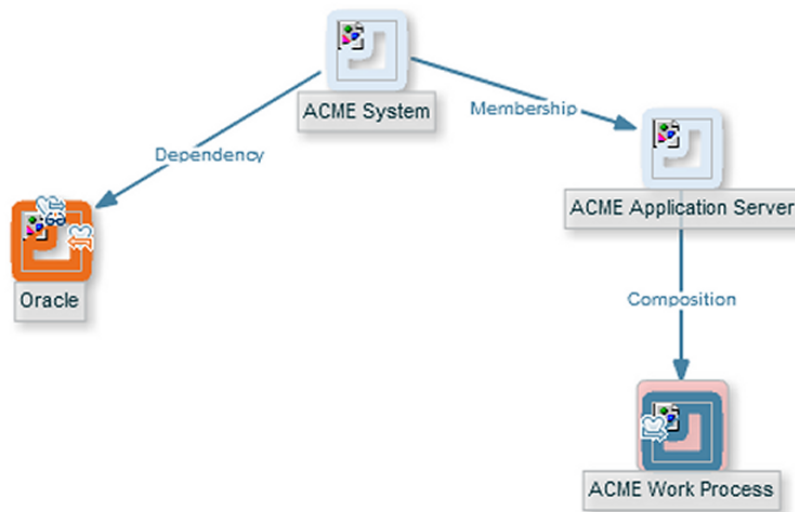 ACME System
Membership
Dependency
ACME Application Server
Oracle
Composition
ACME Work Process